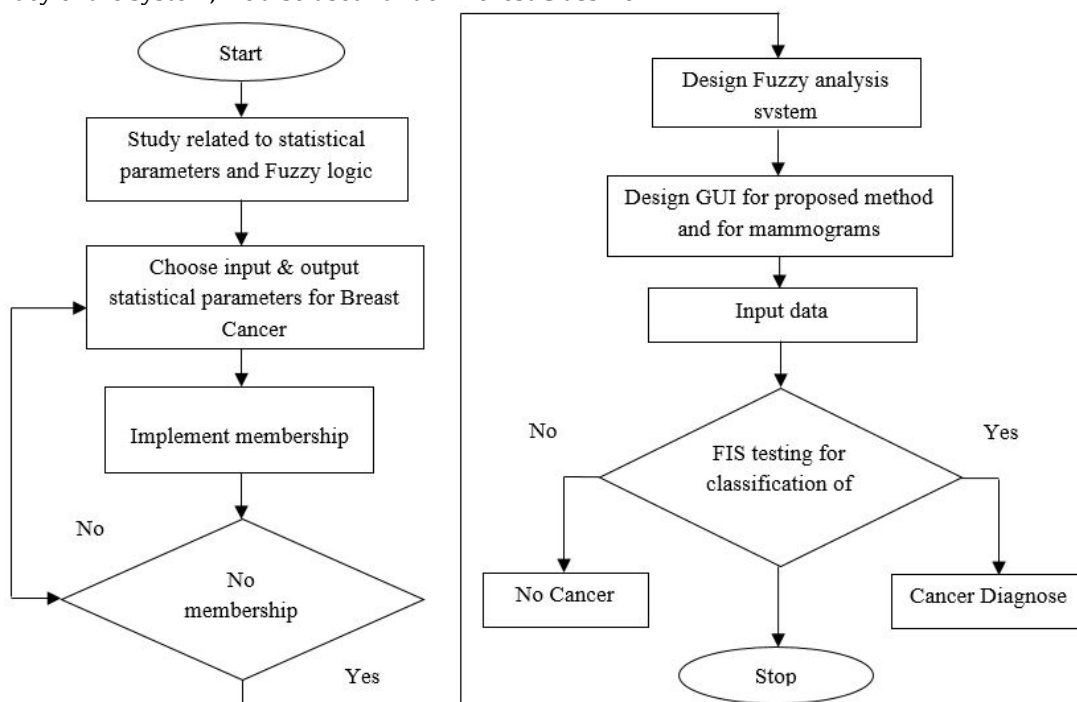 Start
Study related to statistical
parameters and Fuzzy logic
Choose input & output
statistical parameters for Breast
Cancer
Implement membership
No
No
membership
Yes
Design Fuzzy analysis
system
Design GUI for proposed method
and for mammograms
Input data
No
Yes
FIS testing for
classification of
No Cancer
Cancer Diagnose
Stop